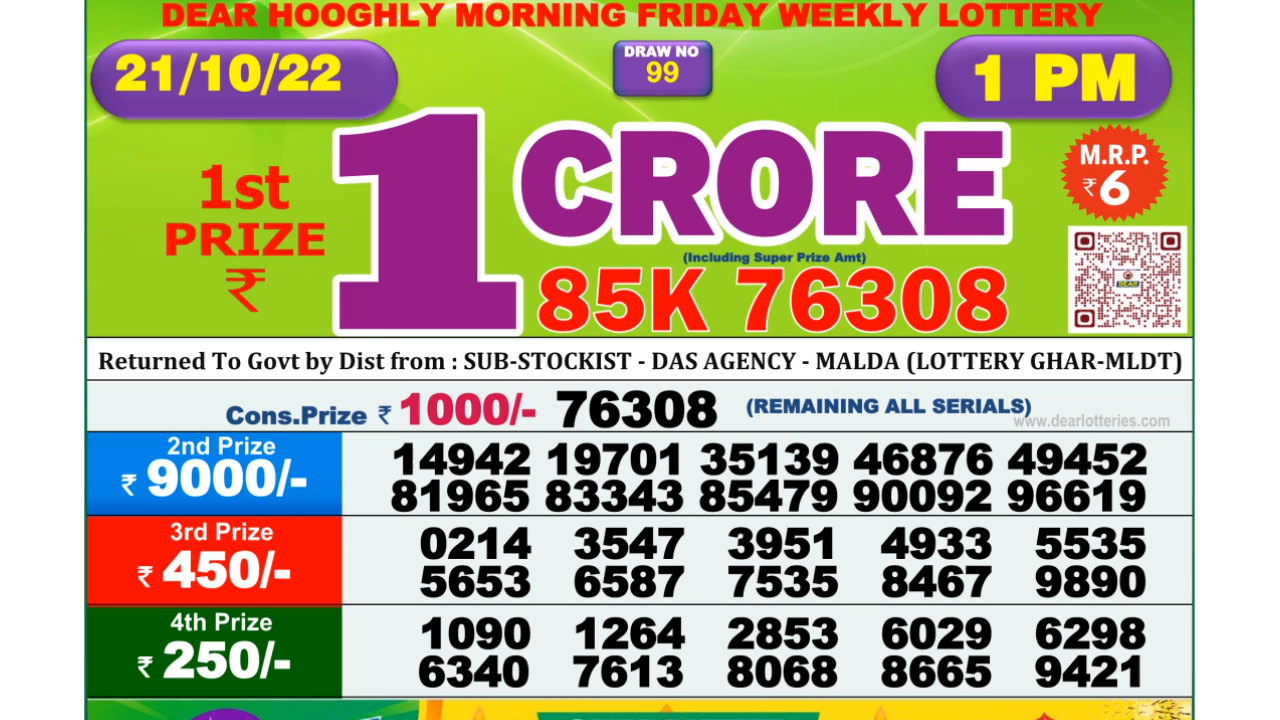 DEAR HOOGHLY MORNING FRIDAY WEEKLY LOTTERY
21/10/22
DRAW NO
99
1 PM
1st
PRIZE
₹
1 CRORE
(Including Super Prize Amt)
85K 76308
M.R.P.
₹6
DEAR
Returned To Govt by Dist from : SUB-STOCKIST - DAS AGENCY - MALDA (LOTTERY GHAR-MLDT)
Cons.Prize ₹ 1000/- 76308 (REMAINING ALL SERIALS)
www.dearlotteries.com
2nd Prize
₹ 9000/-
14942 19701 35139 46876 49452
81965 83343 85479 90092 96619
3rd Prize
₹ 450/-
0214 3547 3951 4933 5535
5653 6587 7535 8467 9890
4th Prize
₹ 250/-
1090 1264 2853 6029 6298
6340 7613 8068 8665 9421